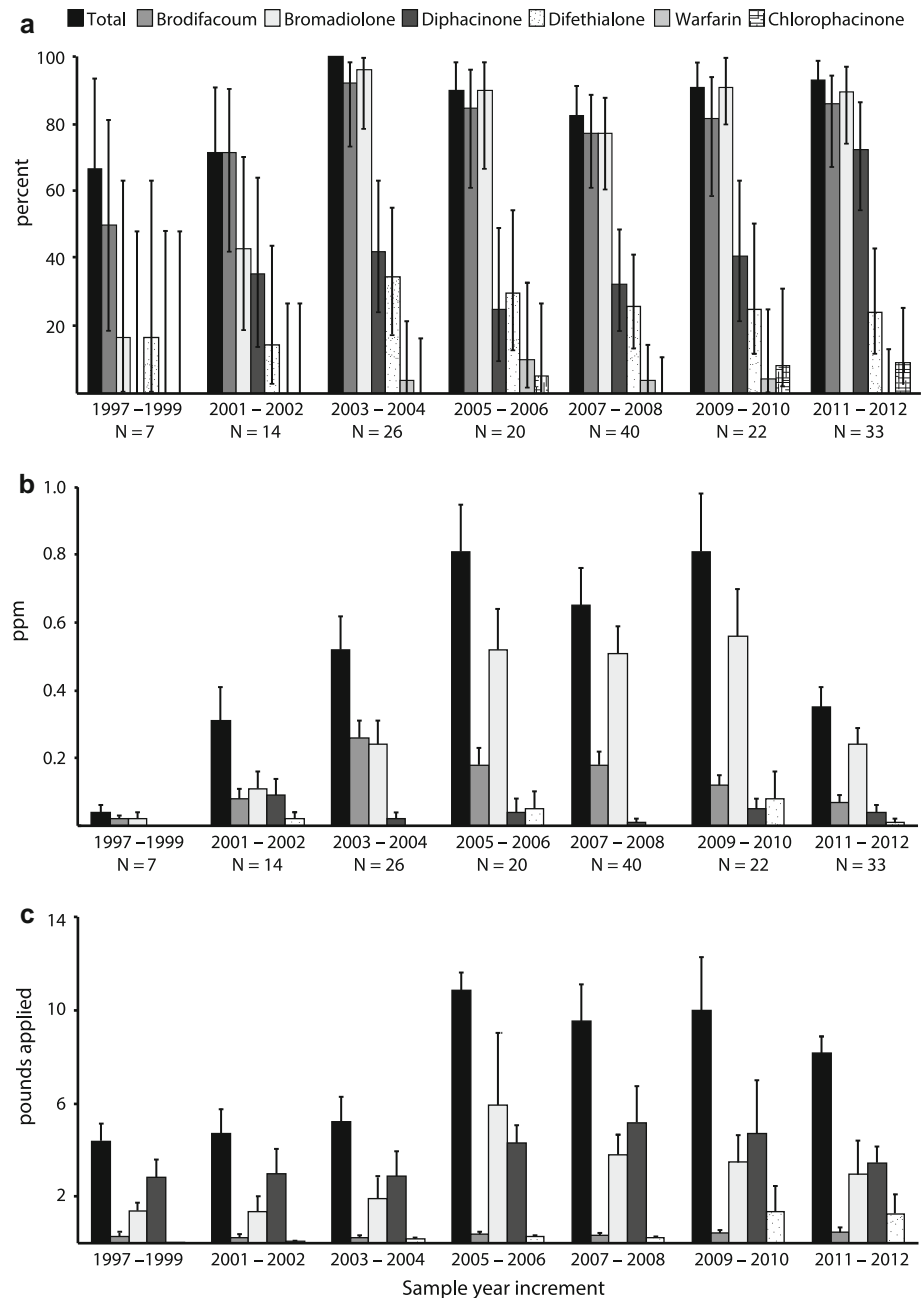 Total Brodifacoum Bromadiolone Diphacinone Difethialone Warfarin Chlorophacinone
a
100
80
60
40
20
percent
1997–1999 2001–2002 2003–2004 2005–2006 2007–2008 2009–2010 2011–2012
N = 7 N = 14 N = 26 N = 20 N = 40 N = 22 N = 33
b
1.0
0.8
0.6
0.4
0.2
ppm
1997–1999 2001–2002 2003–2004 2005–2006 2007–2008 2009–2010 2011–2012
N = 7 N = 14 N = 26 N = 20 N = 40 N = 22 N = 33
c
14
10
6
2
pounds applied
1997–1999 2001–2002 2003–2004 2005–2006 2007–2008 2009–2010 2011–2012
Sample year increment